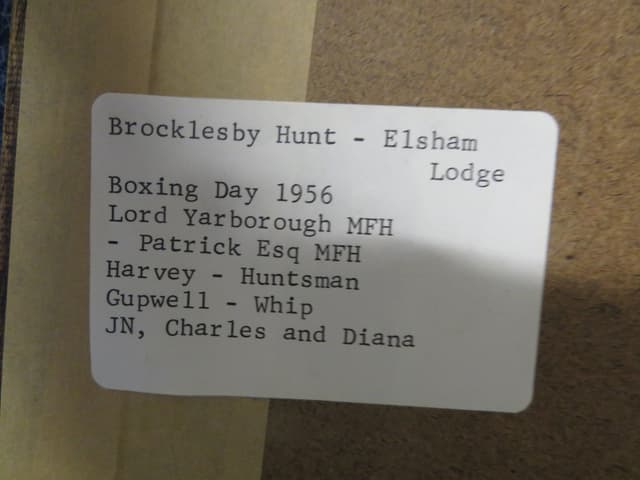 Brocklesby Hunt - Elsham
Lodge
Boxing Day 1956
Lord Yarborough MFH
- Patrick Esq MFH
Harvey - Huntsman
Gupwell - Whip
JN, Charles and Diana